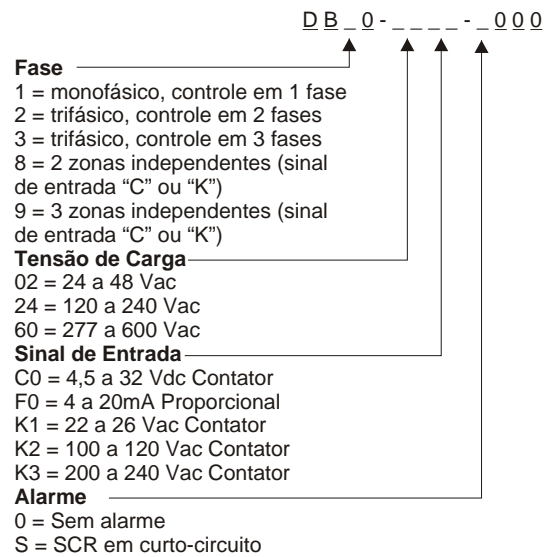 D B _ 0 - _ _ _ _ - _ 0 0 0
Fase
1 = monofásico, controle em 1 fase
2 = trifásico, controle em 2 fases
3 = trifásico, controle em 3 fases
8 = 2 zonas independentes (sinal
de entrada “C” ou “K”)
9 = 3 zonas independentes (sinal
de entrada “C” ou “K”)
Tensão de Carga
02 = 24 a 48 Vac
24 = 120 a 240 Vac
60 = 277 a 600 Vac
Sinal de Entrada
C0 = 4,5 a 32 Vdc Contator
F0 = 4 a 20mA Proporcional
K1 = 22 a 26 Vac Contator
K2 = 100 a 120 Vac Contator
K3 = 200 a 240 Vac Contator
Alarme
0 = Sem alarme
S = SCR em curto-circuito